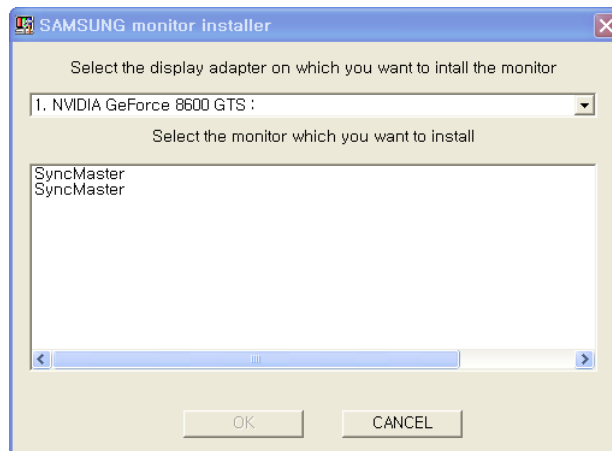 SAMSUNG monitor installer
Select the display adapter on which you want to intall the monitor
1. NVIDIA GeForce 8600 GTS :
Select the monitor which you want to install
SyncMaster
SyncMaster
OK
CANCEL